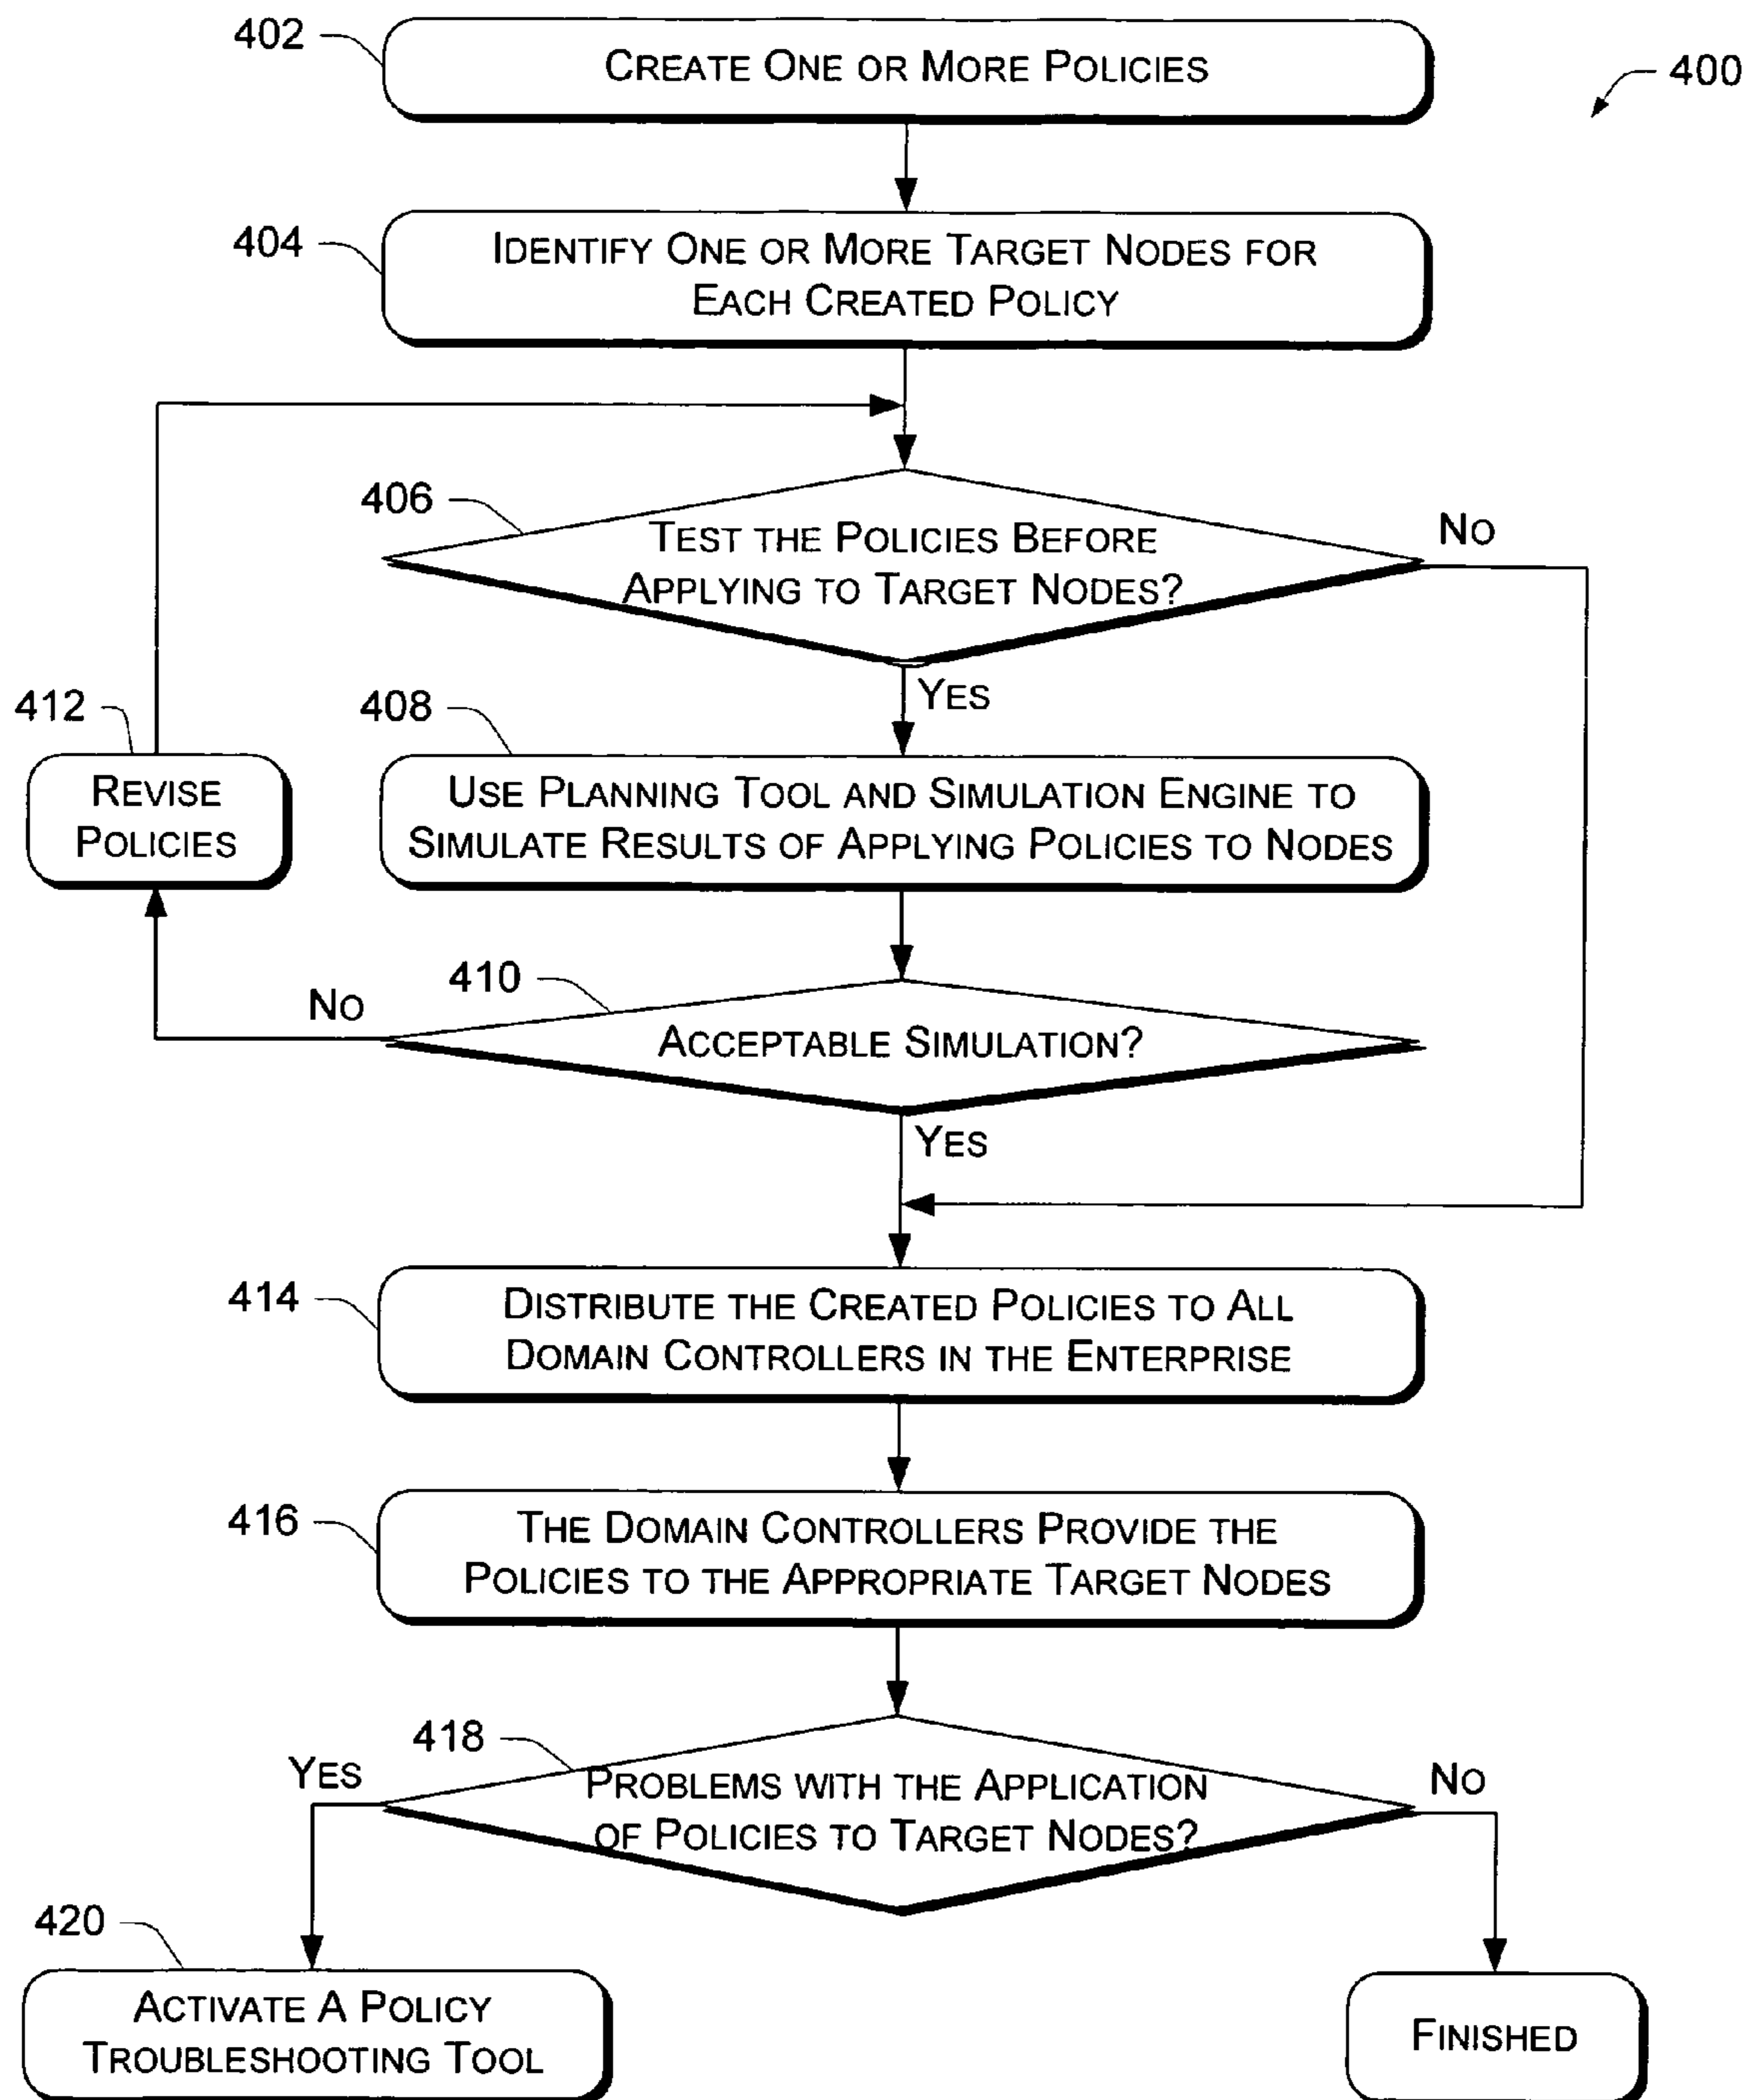 402
CREATE ONE OR MORE POLICIES
400
404
IDENTIFY ONE OR MORE TARGET NODES FOR
EACH CREATED POLICY
406
TEST THE POLICIES BEFORE
APPLYING TO TARGET NODES?
NO
YES
412
REVISE
POLICIES
408
USE PLANNING TOOL AND SIMULATION ENGINE TO
SIMULATE RESULTS OF APPLYING POLICIES TO NODES
410
NO
ACCEPTABLE SIMULATION?
YES
414
DISTRIBUTE THE CREATED POLICIES TO ALL
DOMAIN CONTROLLERS IN THE ENTERPRISE
416
THE DOMAIN CONTROLLERS PROVIDE THE
POLICIES TO THE APPROPRIATE TARGET NODES
418
YES
PROBLEMS WITH THE APPLICATION
OF POLICIES TO TARGET NODES?
NO
420
ACTIVATE A POLICY
TROUBLESHOOTING TOOL
FINISHED